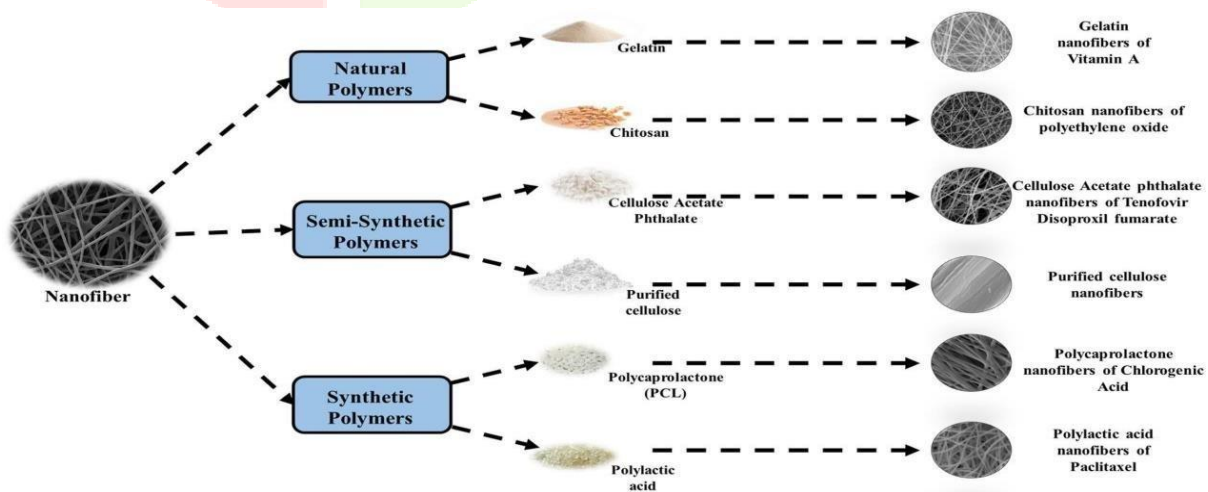 Nanofiber
Natural
Polymers
Gelatin
Gelatin
nanofibers of
Vitamin A
Chitosan
Chitosan nanofibers of
polyethylene oxide
Semi-Synthetic
Polymers
Cellulose Acetate
Phthalate
Cellulose Acetate phthalate
nanofibers of Tenofovir
Disoproxil fumarate
Purified
cellulose
Purified cellulose
nanofibers
Synthetic
Polymers
Polycaprolactone
(PCL)
Polycaprolactone
nanofibers of Chlorogenic
Acid
Polylactic
acid
Polylactic acid
nanofibers of
Paclitaxel